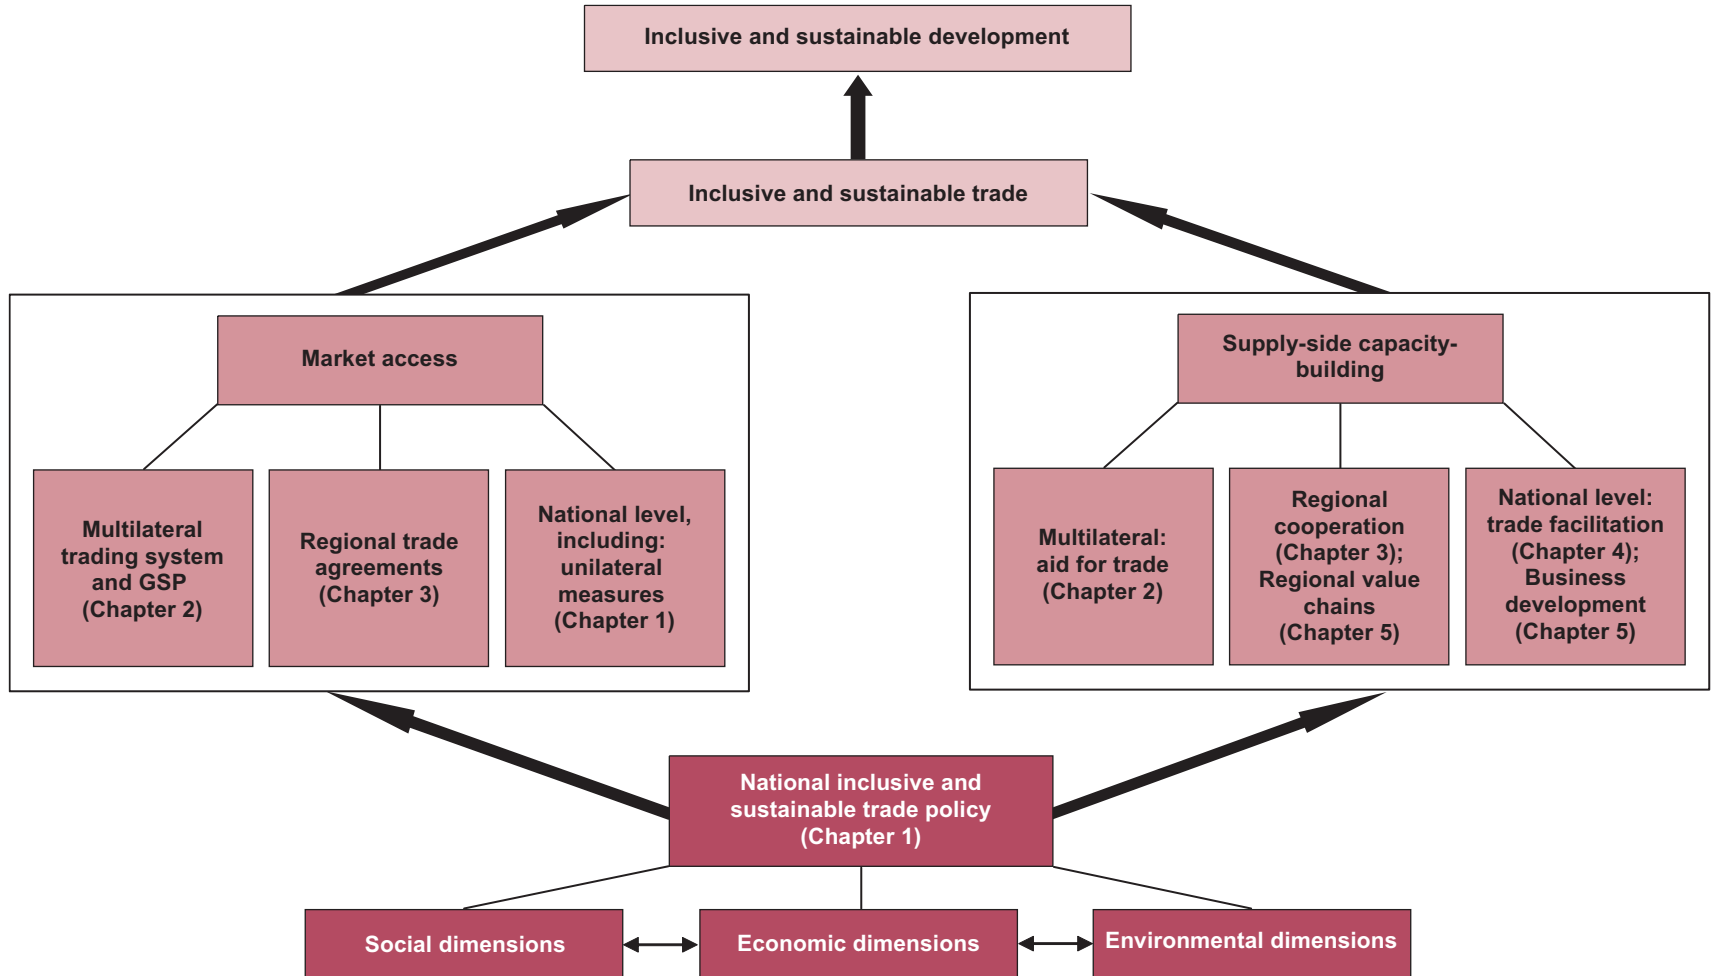 Inclusive and sustainable development
Inclusive and sustainable trade
Market access
Multilateral
trading system
and GSP
(Chapter 2)
Regional trade
agreements
(Chapter 3)
National level,
including:
unilateral
measures
(Chapter 1)
Supply-side capacity-
building
Multilateral:
aid for trade
(Chapter 2)
Regional
cooperation
(Chapter 3);
Regional value
chains
(Chapter 5)
National level:
trade facilitation
(Chapter 4);
Business
development
(Chapter 5)
National inclusive and
sustainable trade policy
(Chapter 1)
Social dimensions
Economic dimensions
Environmental dimensions